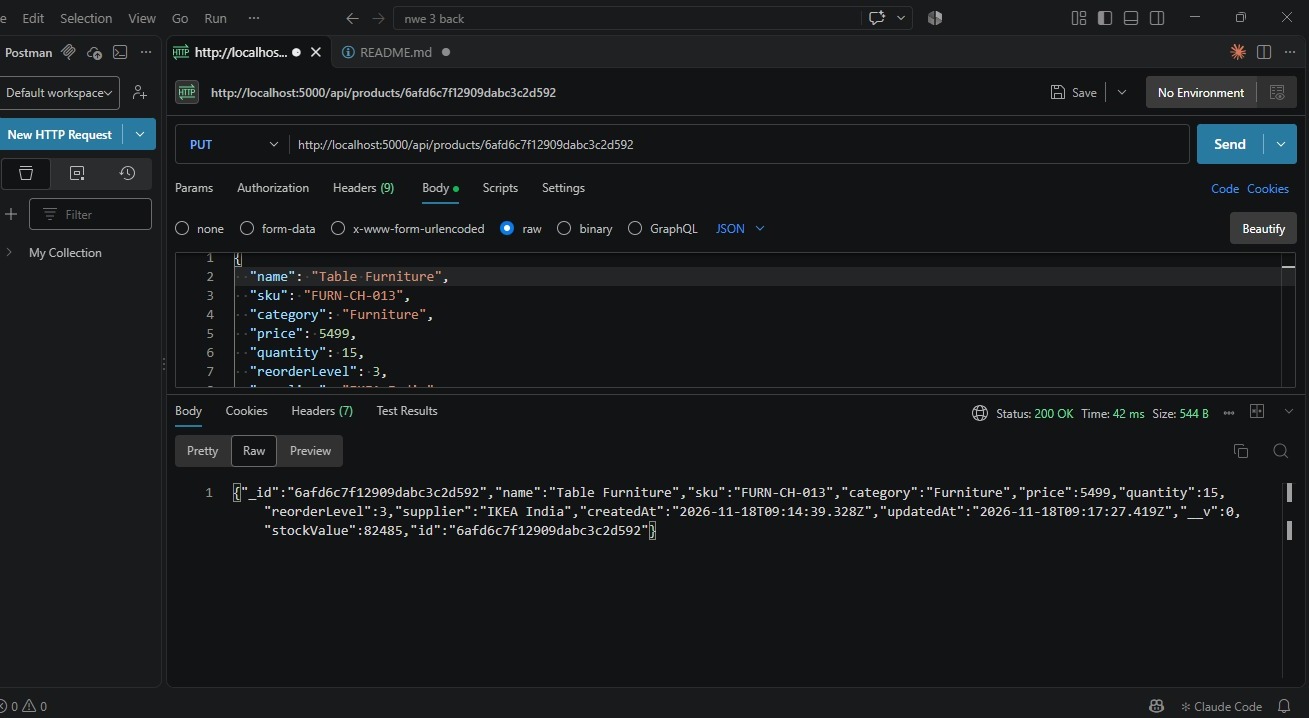 Edit Selection View Go Run ··· nwe 3 back
Postman http://localhos... README.md
Default workspace http://localhost:5000/api/products/6afd6c7f12909dabc3c2d592 Save No Environment
New HTTP Request PUT http://localhost:5000/api/products/6afd6c7f12909dabc3c2d592 Send
Params Authorization Headers (9) Body Scripts Settings Code Cookies
Filter
none form-data x-www-form-urlencoded raw binary GraphQL JSON Beautify
My Collection
1 {
2 "name": "Table Furniture",
3 "sku": "FURN-CH-013",
4 "category": "Furniture",
5 "price": 5499,
6 "quantity": 15,
7 "reorderLevel": 3,
Body Cookies Headers (7) Test Results Status: 200 OK Time: 42 ms Size: 544 B
Pretty Raw Preview
1 {"_id":"6afd6c7f12909dabc3c2d592","name":"Table Furniture","sku":"FURN-CH-013","category":"Furniture","price":5499,"quantity":15,
"reorderLevel":3,"supplier":"IKEA India","createdAt":"2026-11-18T09:14:39.328Z","updatedAt":"2026-11-18T09:17:27.419Z","__v":0,
"stockValue":82485,"id":"6afd6c7f12909dabc3c2d592"}
0 0 Claude Code